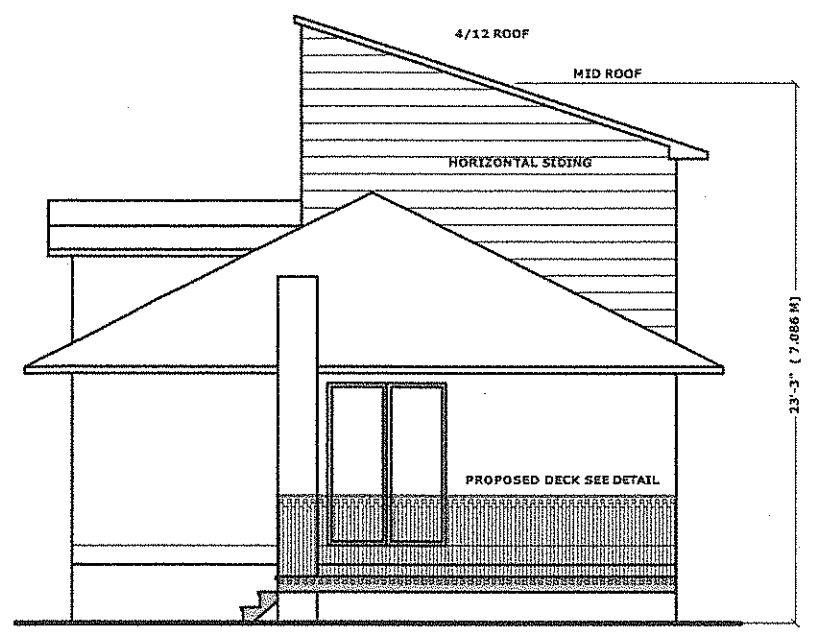 4/12 ROOF
MID ROOF
HORIZONTAL SIDING
23'-3" [ 7.086 M]
PROPOSED DECK SEE DETAIL